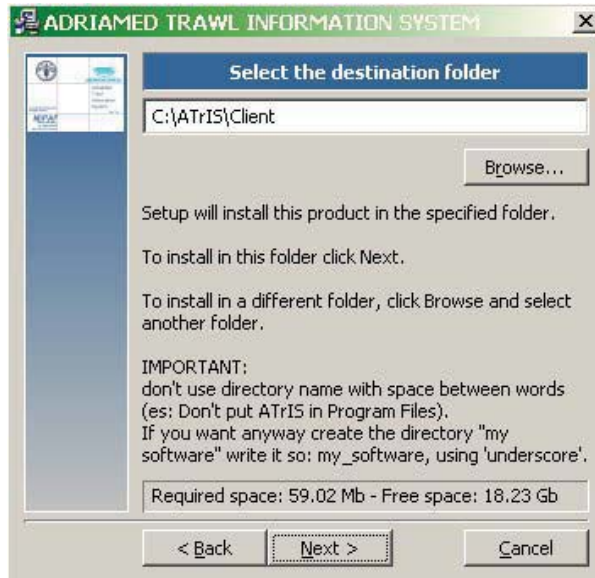 ADRIAMED TRAWL INFORMATION SYSTEM
Select the destination folder
C:\ATrIS\Client
Browse...
Setup will install this product in the specified folder.
To install in this folder click Next.
To install in a different folder, click Browse and select
another folder.
IMPORTANT:
don't use directory name with space between words
(es: Don't put ATrIS in Program Files).
If you want anyway create the directory "my
software" write it so: my_software, using 'underscore'.
Required space: 59.02 Mb - Free space: 18.23 Gb
< Back
Next >
Cancel